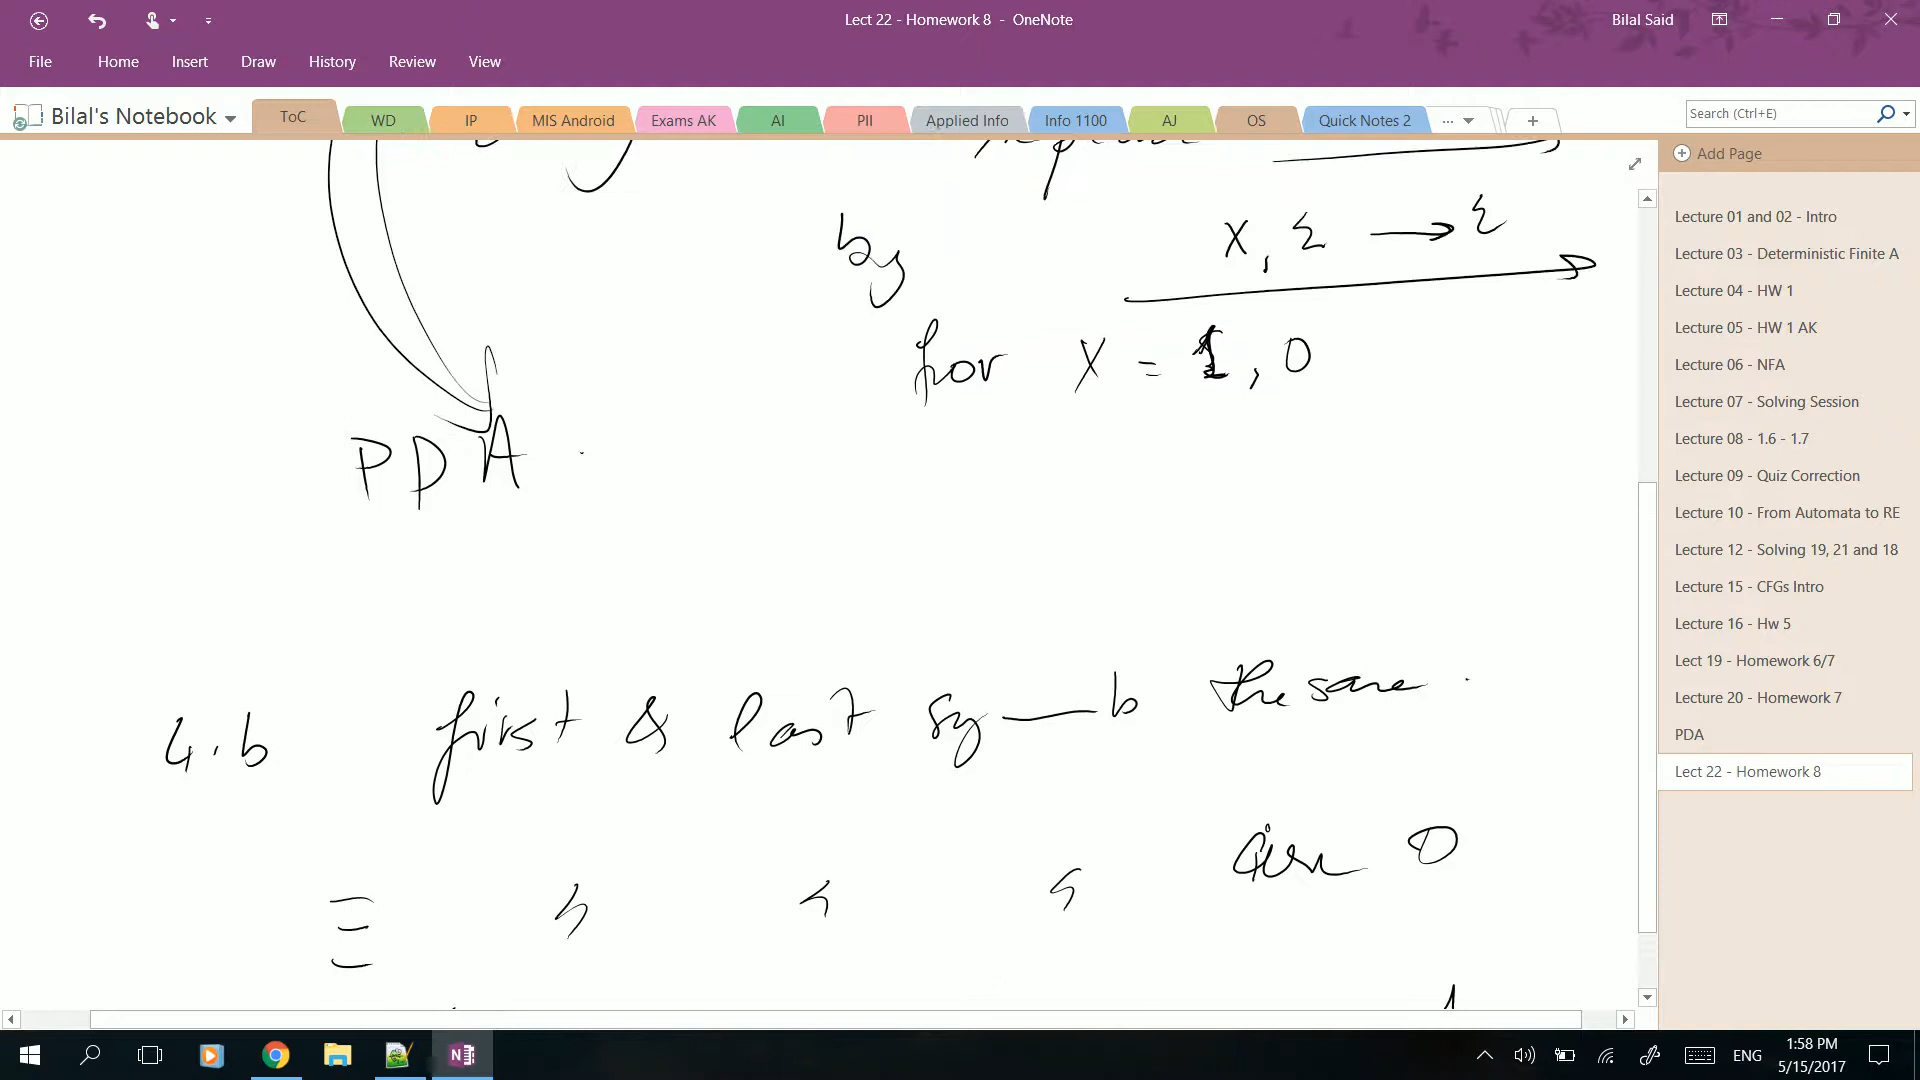 Lect 22 - Homework 8 - OneNote
Bilal Said
File Home Insert Draw History Review View
Bilal's Notebook
ToC WD IP MIS Android Exams AK AI PII Applied Info Info 1100 AJ OS Quick Notes 2 ...
Search (Ctrl+E)
Add Page
Lecture 01 and 02 - Intro
Lecture 03 - Deterministic Finite A
Lecture 04 - HW 1
Lecture 05 - HW 1 AK
Lecture 06 - NFA
Lecture 07 - Solving Session
Lecture 08 - 1.6 - 1.7
Lecture 09 - Quiz Correction
Lecture 10 - From Automata to RE
Lecture 12 - Solving 19, 21 and 18
Lecture 15 - CFGs Intro
Lecture 16 - Hw 5
Lect 19 - Homework 6/7
Lecture 20 - Homework 7
PDA
Lect 22 - Homework 8
by x, ε → ε
for x = 1, 0
PDA
4.b first & last symb the same.
≡ " " " are 0
ENG
1:58 PM
5/15/2017